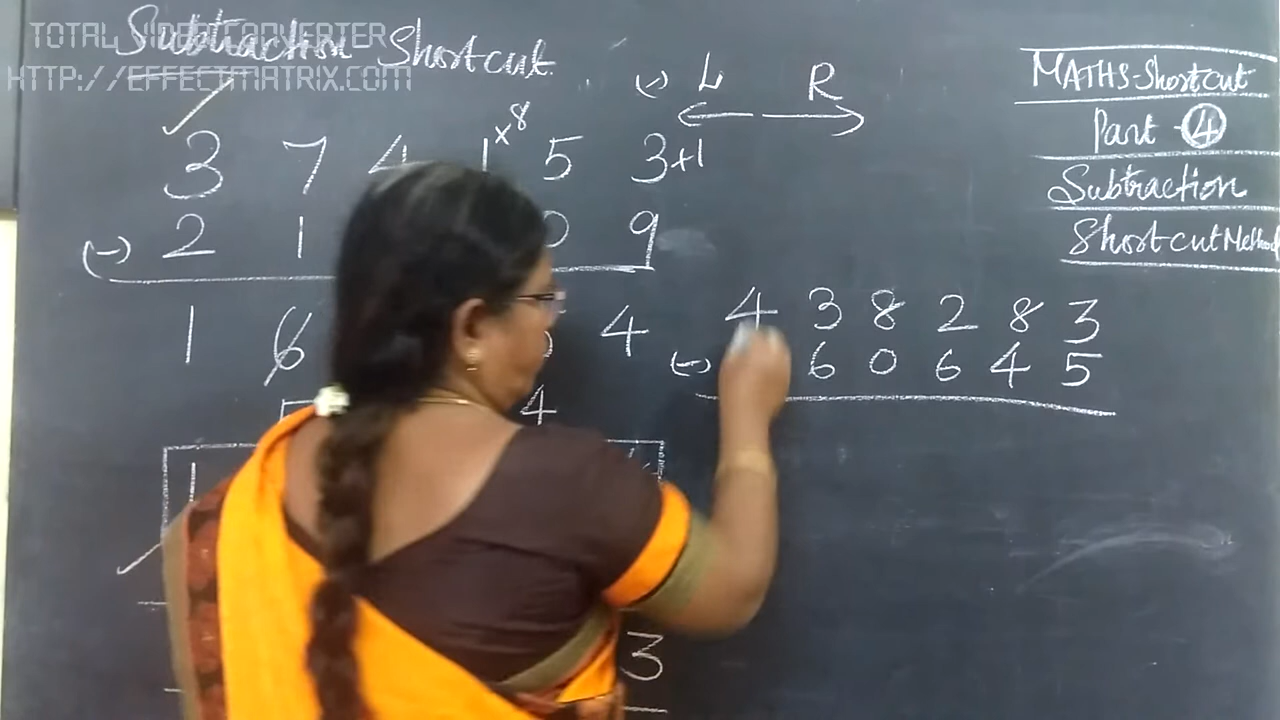 TOTAL VIDEO CONVERTER
HTTP://EFFECTMATRIX.COM
Subtraction Shortcut
(-) L R
3 7 4 1 ×8 5 3+1
(-) 2 1 0 9
1 6 4
4
1
3
4 3 8 2 8 3
(-) 6 0 6 4 5
MATHS-Shortcut
Part - 4
Subtraction
Shortcut Method